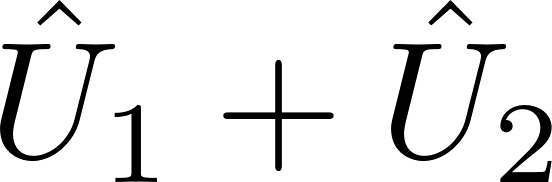 Û₁ + Û₂